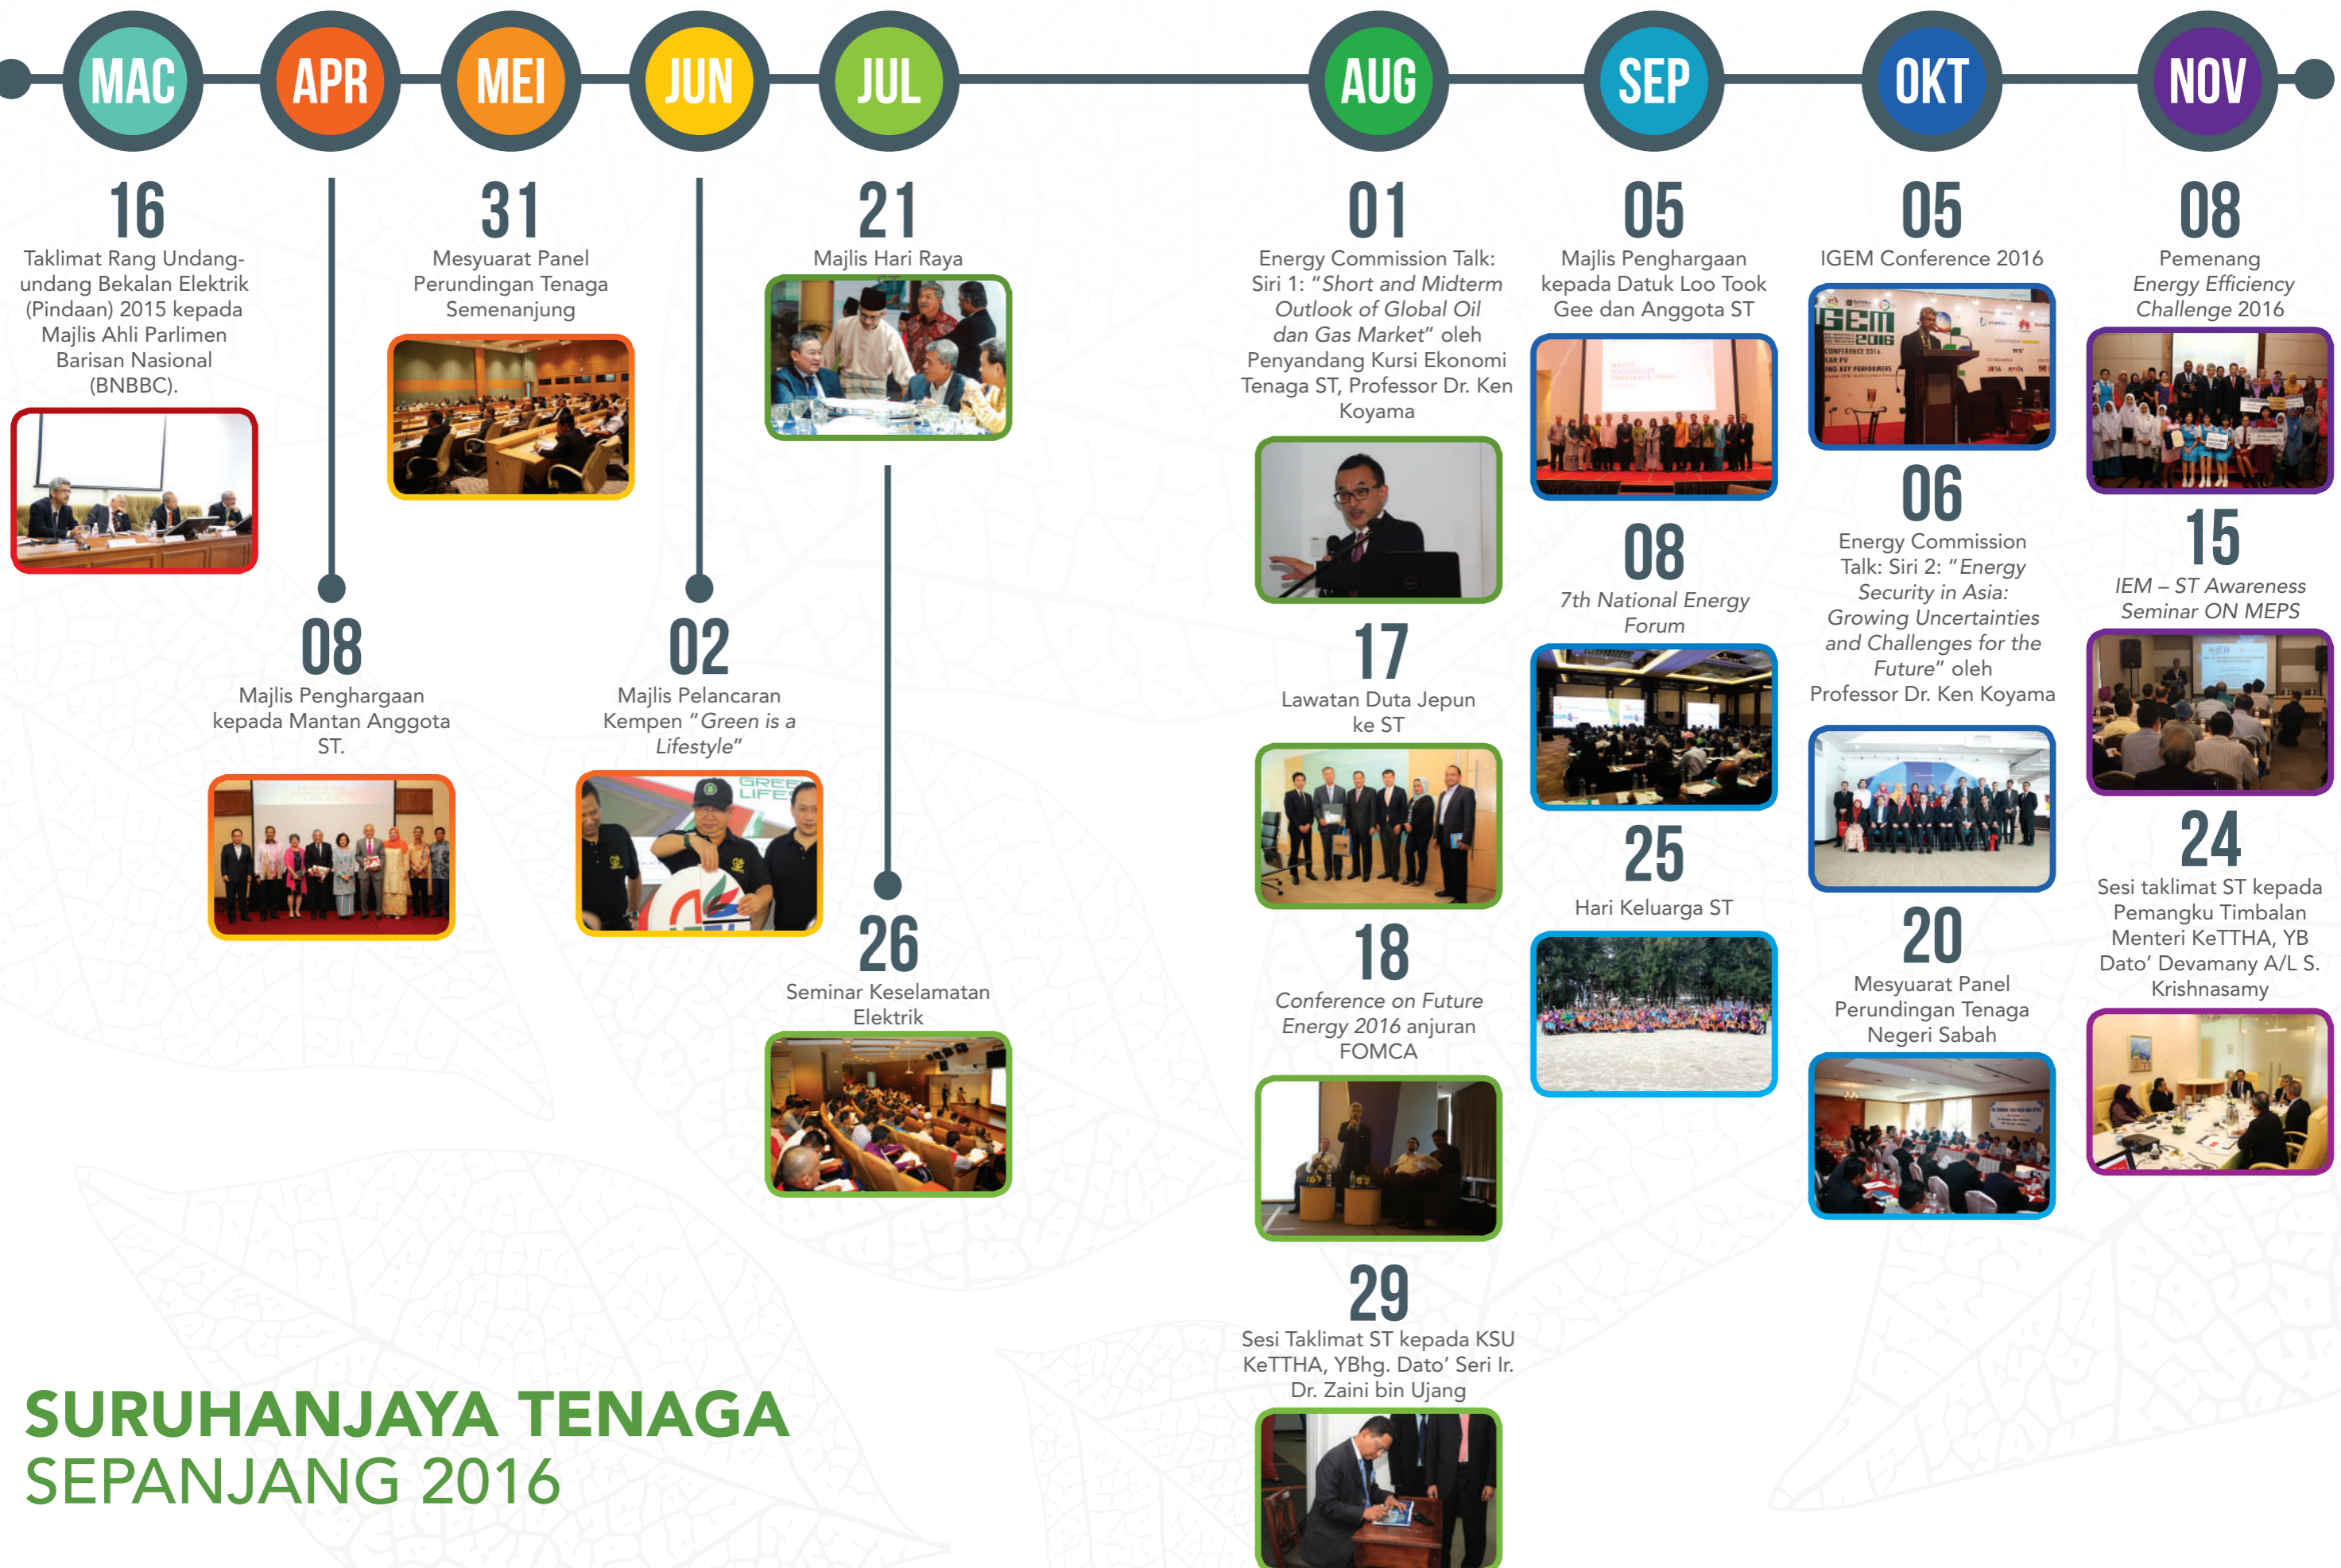 MAC
APR
MEI
JUN
JUL
AUG
SEP
OKT
NOV
16
Taklimat Rang Undang-
undang Bekalan Elektrik
(Pindaan) 2015 kepada
Majlis Ahli Parlimen
Barisan Nasional
(BNBBC).
08
Majlis Penghargaan
kepada Mantan Anggota
ST.
31
Mesyuarat Panel
Perundingan Tenaga
Semenanjung
02
Majlis Pelancaran
Kempen "Green is a
Lifestyle"
21
Majlis Hari Raya
ST
26
Seminar Keselamatan
Elektrik
01
Energy Commission Talk:
Siri 1: "Short and Midterm
Outlook of Global Oil
dan Gas Market" oleh
Penyandang Kursi Ekonomi
Tenaga ST, Professor Dr. Ken
Koyama
17
Lawatan Duta Jepun
ke ST
18
Conference on Future
Energy 2016 anjuran
FOMCA
29
Sesi Taklimat ST kepada KSU
KeTTHA, YBhg. Dato' Seri Ir.
Dr. Zaini bin Ujang
05
Majlis Penghargaan
kepada Datuk Loo Took
Gee dan Anggota ST
08
7th National Energy
Forum
25
Hari Keluarga ST
05
IGEM Conference 2016
GEM
2016
CONFERENCE 2016
06
Energy Commission
Talk: Siri 2: "Energy
Security in Asia:
Growing Uncertainties
and Challenges for the
Future" oleh
Professor Dr. Ken Koyama
20
Mesyuarat Panel
Perundingan Tenaga
Negeri Sabah
08
Pemenang
Energy Efficiency
Challenge 2016
15
IEM – ST Awareness
Seminar ON MEPS
24
Sesi taklimat ST kepada
Pemangku Timbalan
Menteri KeTTHA, YB
Dato' Devamany A/L S.
Krishnasamy
SURUHANJAYA TENAGA
SEPANJANG 2016